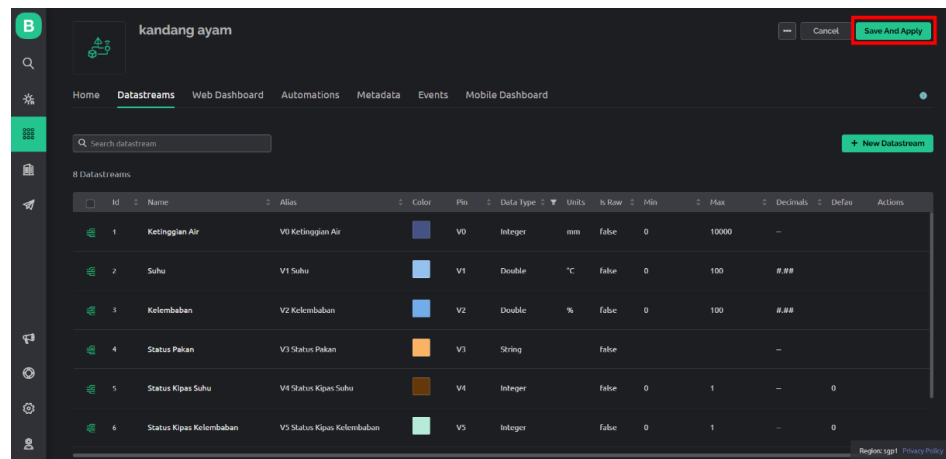 B
kandang ayam
Cancel
Save And Apply
Home Datastreams Web Dashboard Automations Metadata Events Mobile Dashboard
Search datastream
+ New Datastream
8 Datastreams
Id Name Alias Color Pin Data Type Units Is Raw Min Max Decimals Defau Actions
1 Ketinggian Air V0 Ketinggian Air V0 Integer mm false 0 10000 –
2 Suhu V1 Suhu V1 Double °C false 0 100 #.##
3 Kelembaban V2 Kelembaban V2 Double % false 0 100 #.##
4 Status Pakan V3 Status Pakan V3 String false –
5 Status Kipas Suhu V4 Status Kipas Suhu V4 Integer false 0 1 – 0
6 Status Kipas Kelembaban V5 Status Kipas Kelembaban V5 Integer false 0 1 – 0
Region: sgp1 Privacy Policy